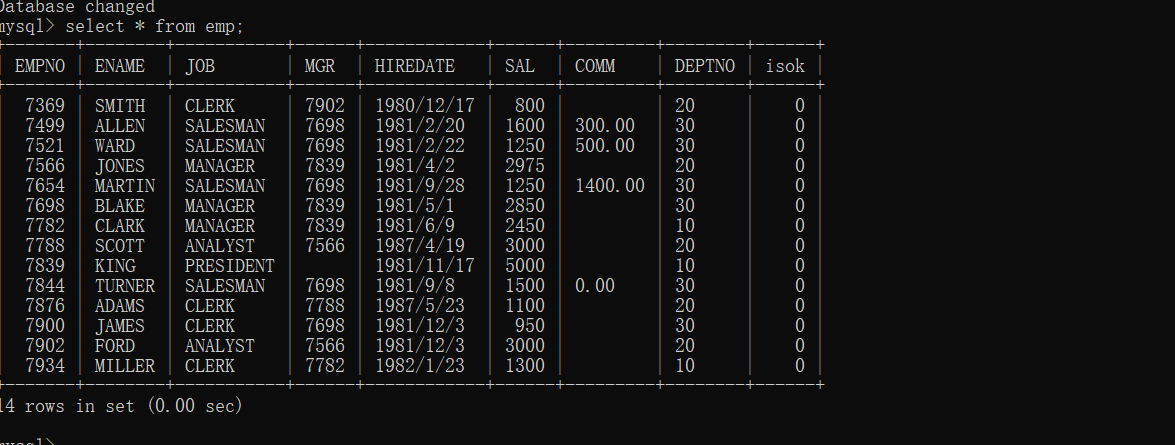 Database changed
mysql> select * from emp;
| EMPNO | ENAME | JOB | MGR | HIREDATE | SAL | COMM | DEPTNO | isok |
| 7369 | SMITH | CLERK | 7902 | 1980/12/17 | 800 | | 20 | 0 |
| 7499 | ALLEN | SALESMAN | 7698 | 1981/2/20 | 1600 | 300.00 | 30 | 0 |
| 7521 | WARD | SALESMAN | 7698 | 1981/2/22 | 1250 | 500.00 | 30 | 0 |
| 7566 | JONES | MANAGER | 7839 | 1981/4/2 | 2975 | | 20 | 0 |
| 7654 | MARTIN | SALESMAN | 7698 | 1981/9/28 | 1250 | 1400.00 | 30 | 0 |
| 7698 | BLAKE | MANAGER | 7839 | 1981/5/1 | 2850 | | 30 | 0 |
| 7782 | CLARK | MANAGER | 7839 | 1981/6/9 | 2450 | | 10 | 0 |
| 7788 | SCOTT | ANALYST | 7566 | 1987/4/19 | 3000 | | 20 | 0 |
| 7839 | KING | PRESIDENT | | 1981/11/17 | 5000 | | 10 | 0 |
| 7844 | TURNER | SALESMAN | 7698 | 1981/9/8 | 1500 | 0.00 | 30 | 0 |
| 7876 | ADAMS | CLERK | 7788 | 1987/5/23 | 1100 | | 20 | 0 |
| 7900 | JAMES | CLERK | 7698 | 1981/12/3 | 950 | | 30 | 0 |
| 7902 | FORD | ANALYST | 7566 | 1981/12/3 | 3000 | | 20 | 0 |
| 7934 | MILLER | CLERK | 7782 | 1982/1/23 | 1300 | | 10 | 0 |
14 rows in set (0.00 sec)
mysql>